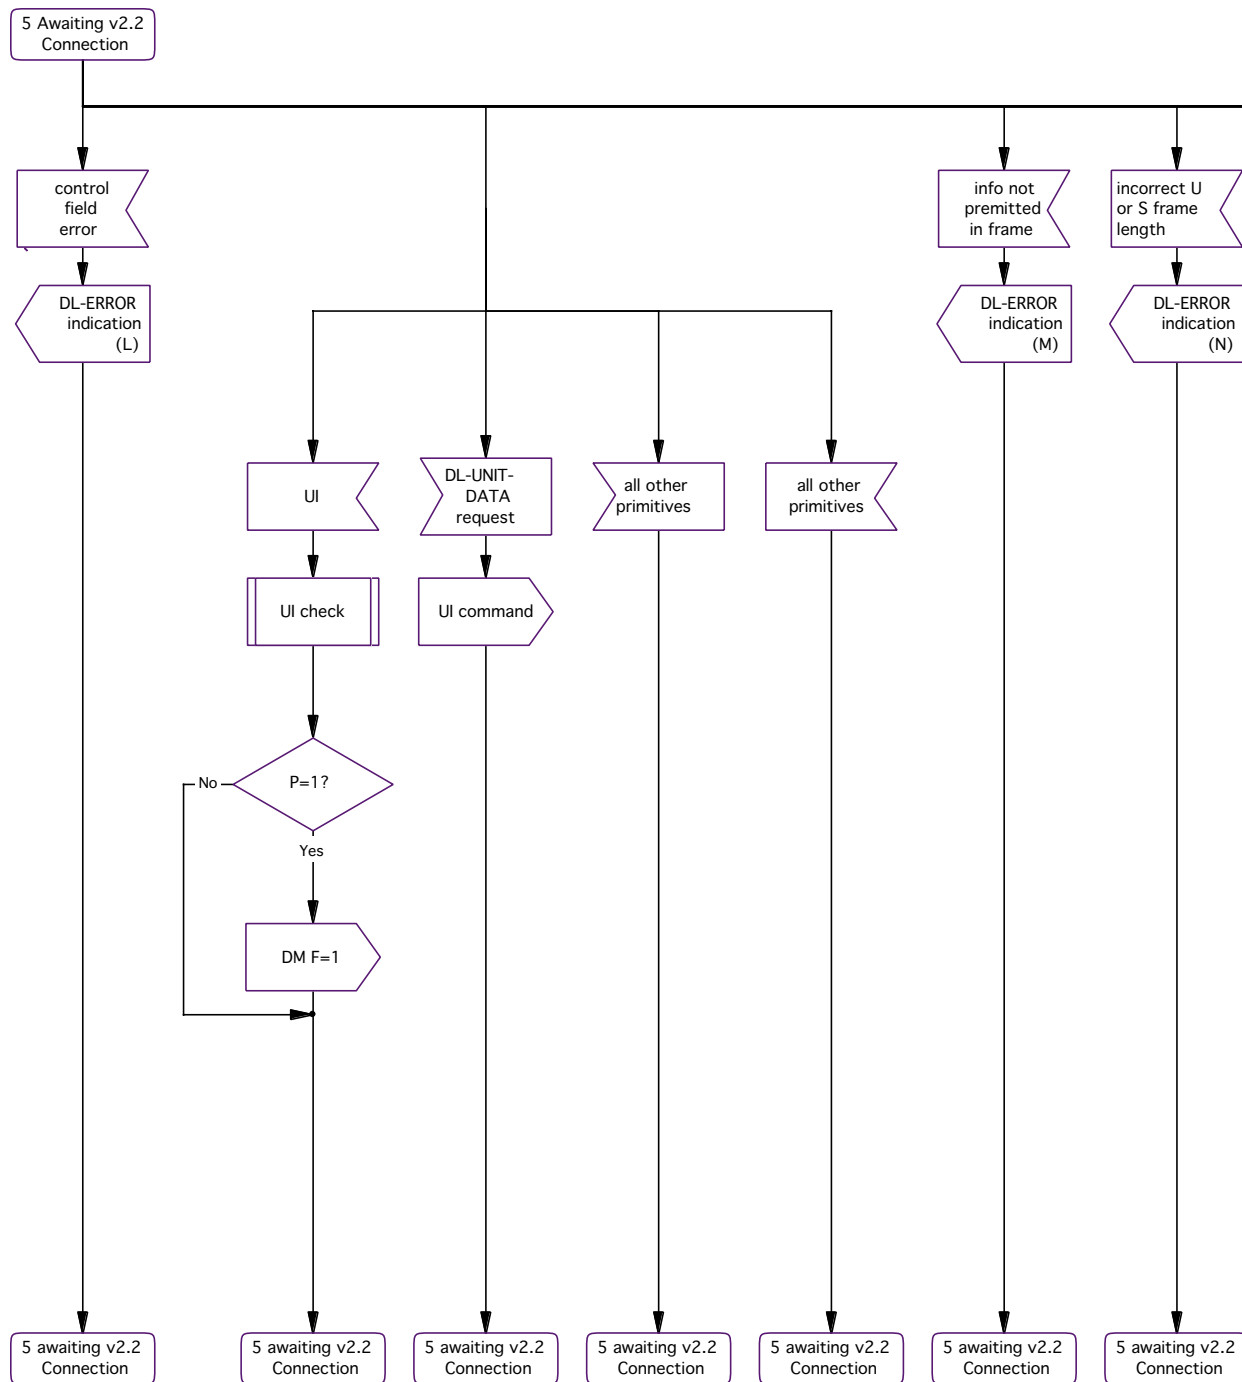 5 Awaiting v2.2
Connection
control
field
error
info not
premitted
in frame
incorrect U
or S frame
length
DL-ERROR
indication
(L)
DL-ERROR
indication
(M)
DL-ERROR
indication
(N)
UI
DL-UNIT-
DATA
request
all other
primitives
all other
primitives
UI check
UI command
P=1?
No
Yes
DM F=1
5 awaiting v2.2
Connection
5 awaiting v2.2
Connection
5 awaiting v2.2
Connection
5 awaiting v2.2
Connection
5 awaiting v2.2
Connection
5 awaiting v2.2
Connection
5 awaiting v2.2
Connection